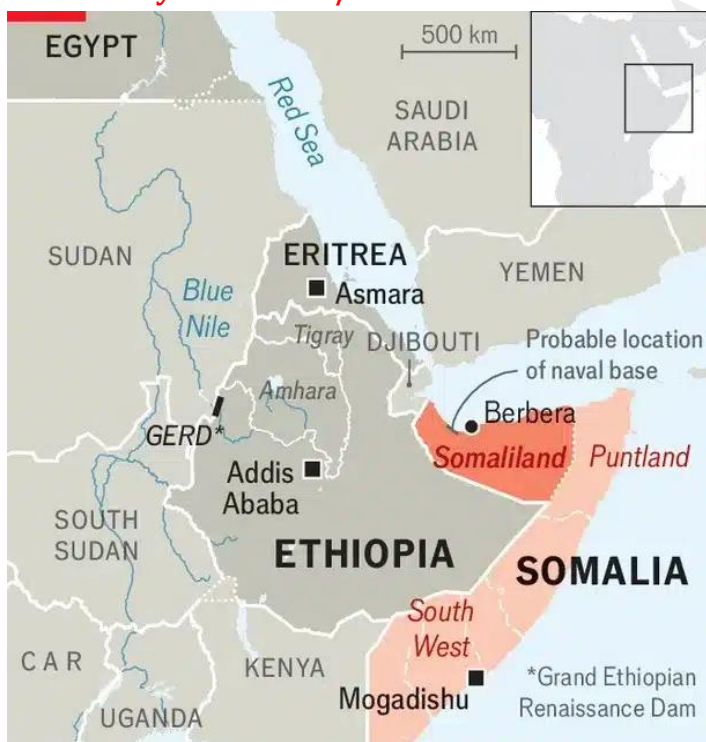 EGYPT
500 km
Red Sea
SAUDI
ARABIA
SUDAN
ERITREA
Asmara
YEMEN
Blue
Nile
Tigray
DJIBOUTI
Probable location
of naval base
Amhara
Berbera
GERD*
Somaliland
Puntland
Addis
Ababa
SOUTH
SUDAN
ETHIOPIA
SOMALIA
South
West
CAR
KENYA
Mogadishu
UGANDA
*Grand Ethiopian
Renaissance Dam